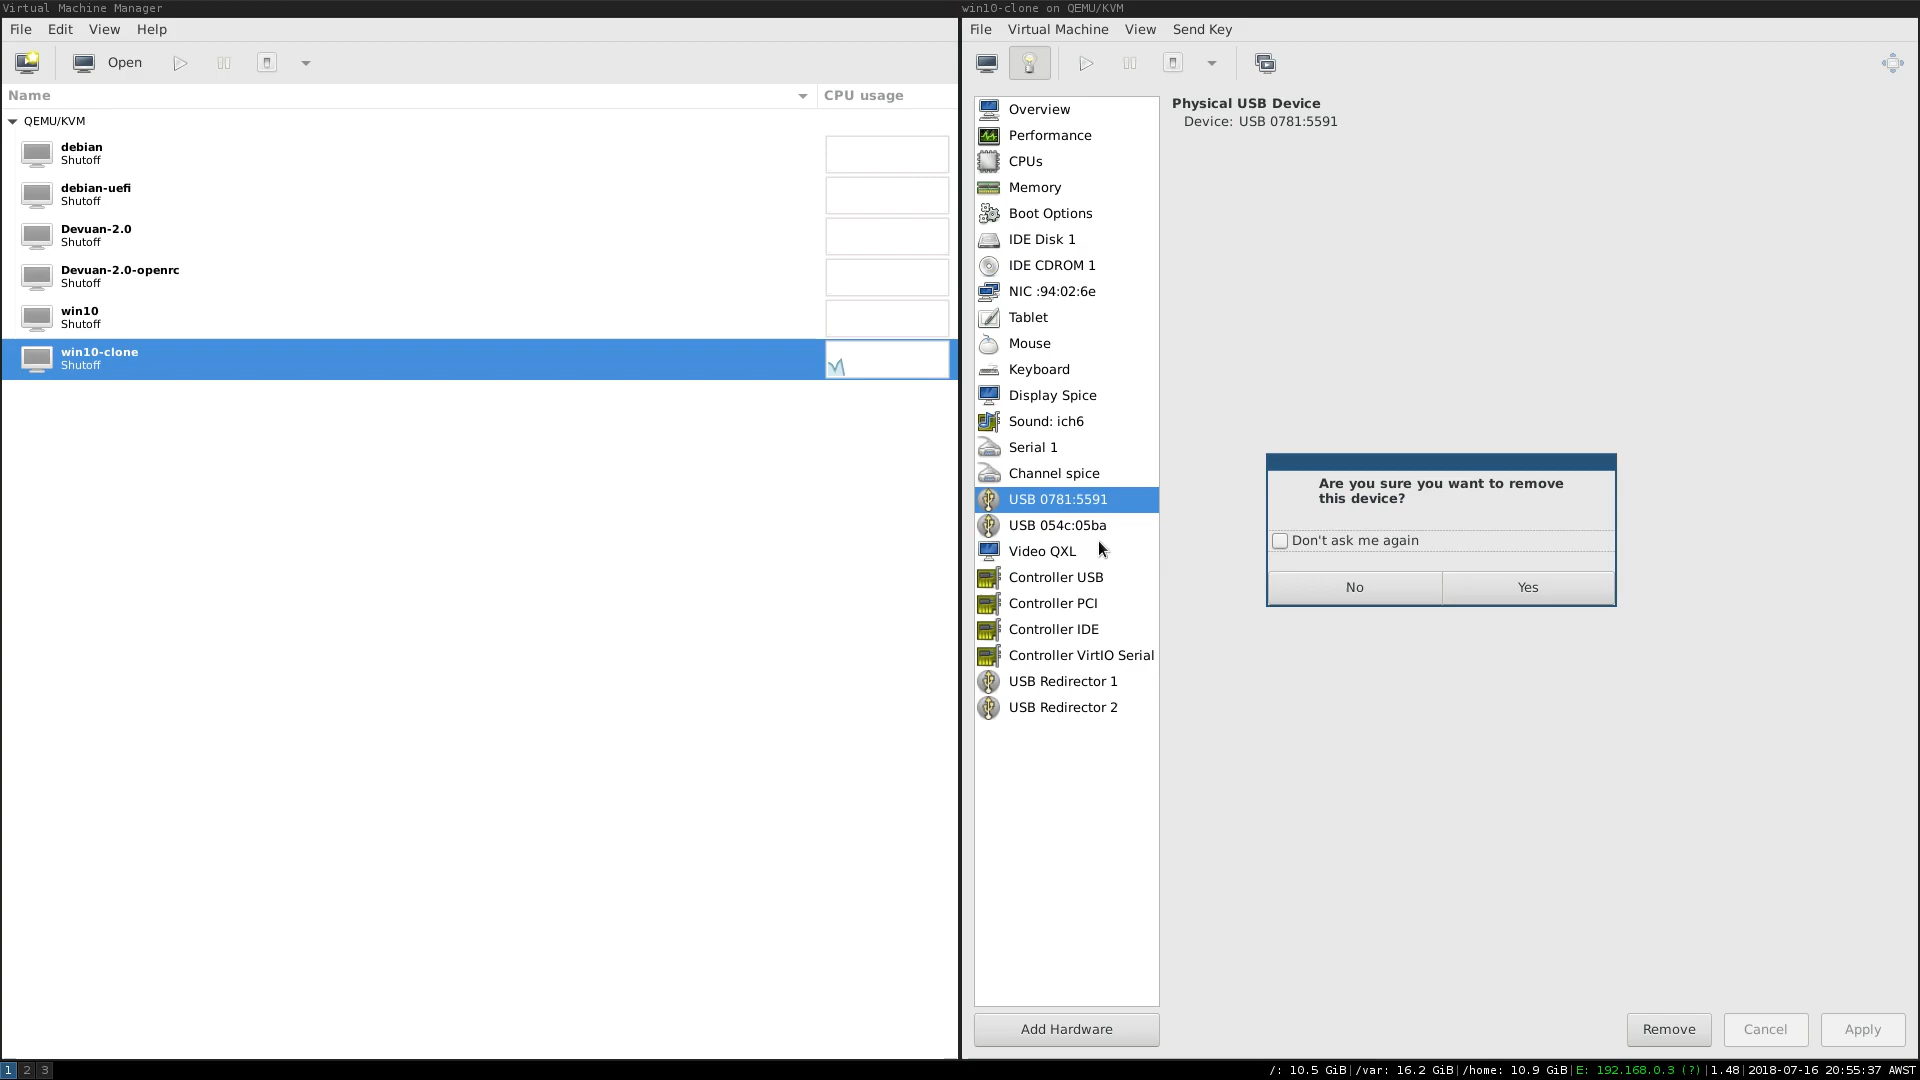 Virtual Machine Manager
File Edit View Help
Open
Name CPU usage
QEMU/KVM
debian
Shutoff
debian-uefi
Shutoff
Devuan-2.0
Shutoff
Devuan-2.0-openrc
Shutoff
win10
Shutoff
win10-clone
Shutoff
win10-clone on QEMU/KVM
File Virtual Machine View Send Key
Overview
Performance
CPUs
Memory
Boot Options
IDE Disk 1
IDE CDROM 1
NIC :94:02:6e
Tablet
Mouse
Keyboard
Display Spice
Sound: ich6
Serial 1
Channel spice
USB 0781:5591
USB 054c:05ba
Video QXL
Controller USB
Controller PCI
Controller IDE
Controller VirtIO Serial
USB Redirector 1
USB Redirector 2
Add Hardware
Physical USB Device
Device: USB 0781:5591
Are you sure you want to remove
this device?
Don't ask me again
No Yes
Remove Cancel Apply
1 2 3
/: 10.5 GiB|/var: 16.2 GiB|/home: 10.9 GiB|E: 192.168.0.3 (?)|1.48|2018-07-16 20:55:37 AWST